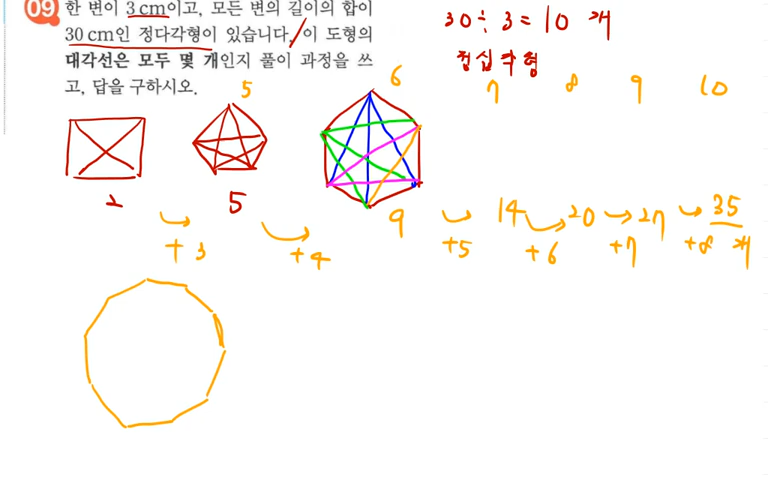 09 한 변이 3 cm이고, 모든 변의 길이의 합이
30 cm인 정다각형이 있습니다. 이 도형의
대각선은 모두 몇 개인지 풀이 과정을 쓰
고, 답을 구하시오.
30÷3=10 개
정십각형
5 6 7 8 9 10
2 5 9 14 20 27 35 개
+3 +4 +5 +6 +7 +8